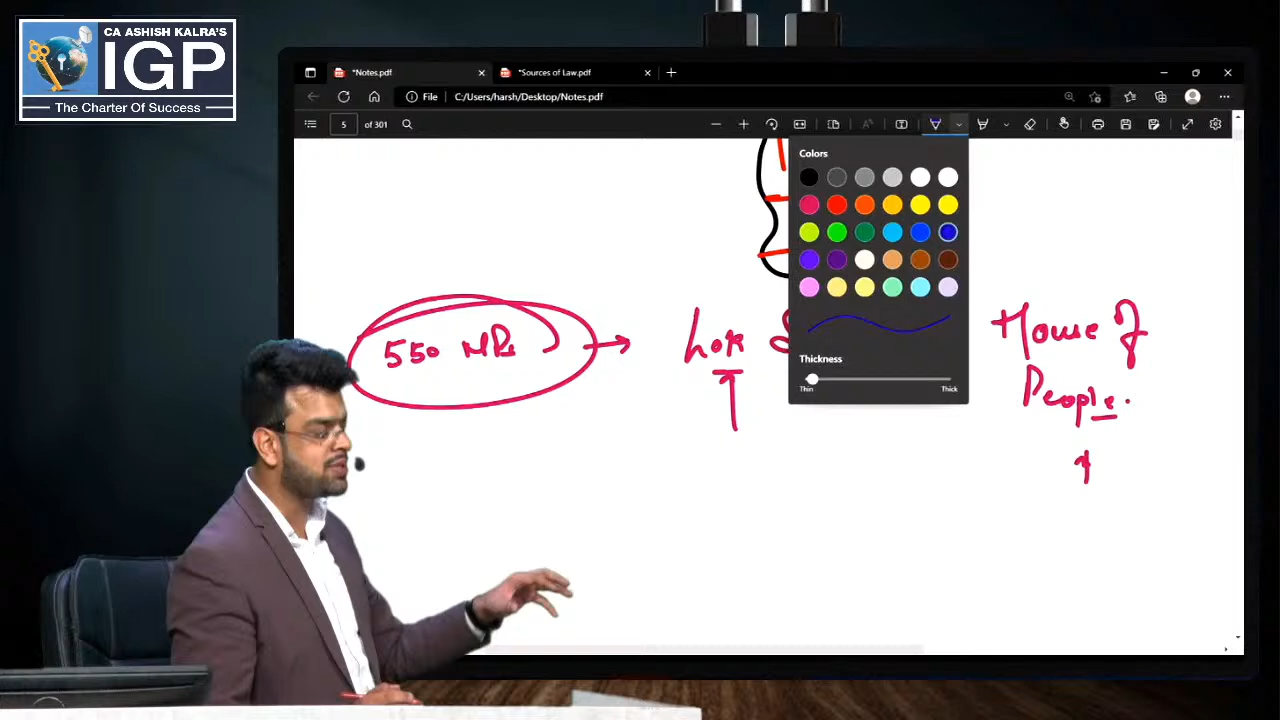 CA ASHISH KALRA'S
IGP
The Charter Of Success
*Notes.pdf
*Sources of Law.pdf
File
C:/Users/harsh/Desktop/Notes.pdf
5 of 301
Colors
Thickness
Thin
Thick
550 MPs → Lok
House of
People.